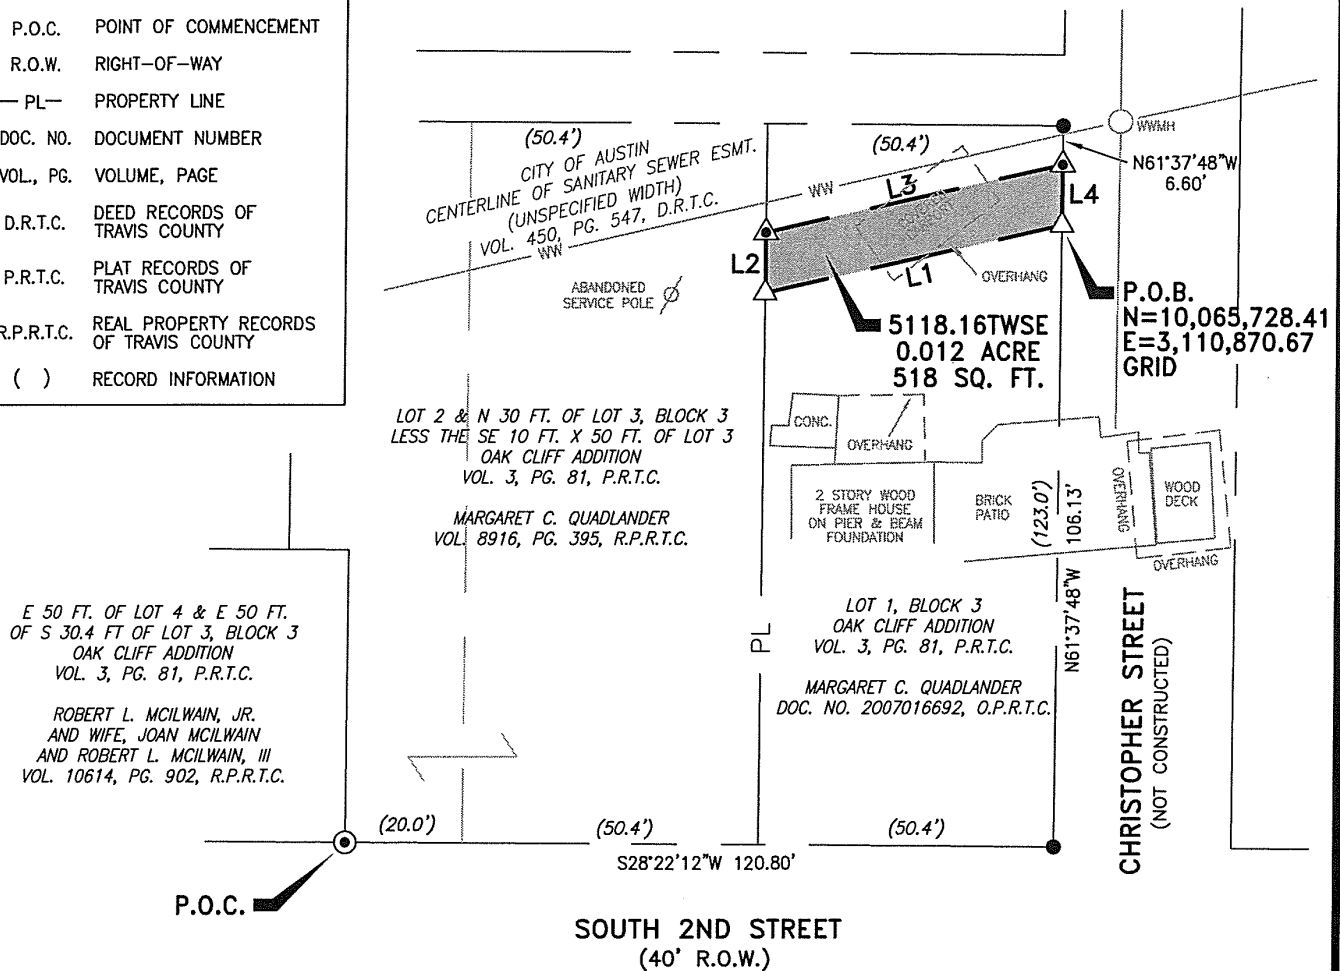 P.O.C. POINT OF COMMENCEMENT
R.O.W. RIGHT-OF-WAY
—PL— PROPERTY LINE
DOC. NO. DOCUMENT NUMBER
VOL., PG. VOLUME, PAGE
D.R.T.C. DEED RECORDS OF
TRAVIS COUNTY
P.R.T.C. PLAT RECORDS OF
TRAVIS COUNTY
R.P.R.T.C. REAL PROPERTY RECORDS
OF TRAVIS COUNTY
( ) RECORD INFORMATION
(50.4')
CITY OF AUSTIN
CENTERLINE OF SANITARY SEWER ESMT.
(UNSPECIFIED WIDTH)
VOL. 450, PG. 547, D.R.T.C.
WW
WW
(50.4')
WWMH
N61°37'48"W
6.60'
L3
L4
L2
L1
OVERHANG
ABANDONED
SERVICE POLE
P.O.B.
N=10,065,728.41
E=3,110,870.67
GRID
5118.16TWSE
0.012 ACRE
518 SQ. FT.
LOT 2 & N 30 FT. OF LOT 3, BLOCK 3
LESS THE SE 10 FT. X 50 FT. OF LOT 3
OAK CLIFF ADDITION
VOL. 3, PG. 81, P.R.T.C.
MARGARET C. QUADLANDER
VOL. 8916, PG. 395, R.P.R.T.C.
CONC.
OVERHANG
2 STORY WOOD
FRAME HOUSE
ON PIER & BEAM
FOUNDATION
BRICK
PATIO
(123.0')
106.13'
N61°37'48"W
OVERHANG
WOOD
DECK
OVERHANG
E 50 FT. OF LOT 4 & E 50 FT.
OF S 30.4 FT OF LOT 3, BLOCK 3
OAK CLIFF ADDITION
VOL. 3, PG. 81, P.R.T.C.
ROBERT L. MCILWAIN, JR.
AND WIFE, JOAN MCILWAIN
AND ROBERT L. MCILWAIN, III
VOL. 10614, PG. 902, R.P.R.T.C.
PL
LOT 1, BLOCK 3
OAK CLIFF ADDITION
VOL. 3, PG. 81, P.R.T.C.
MARGARET C. QUADLANDER
DOC. NO. 2007016692, O.P.R.T.C.
CHRISTOPHER STREET
(NOT CONSTRUCTED)
(20.0')
(50.4')
(50.4')
S28°22'12"W 120.80'
P.O.C.
SOUTH 2ND STREET
(40' R.O.W.)